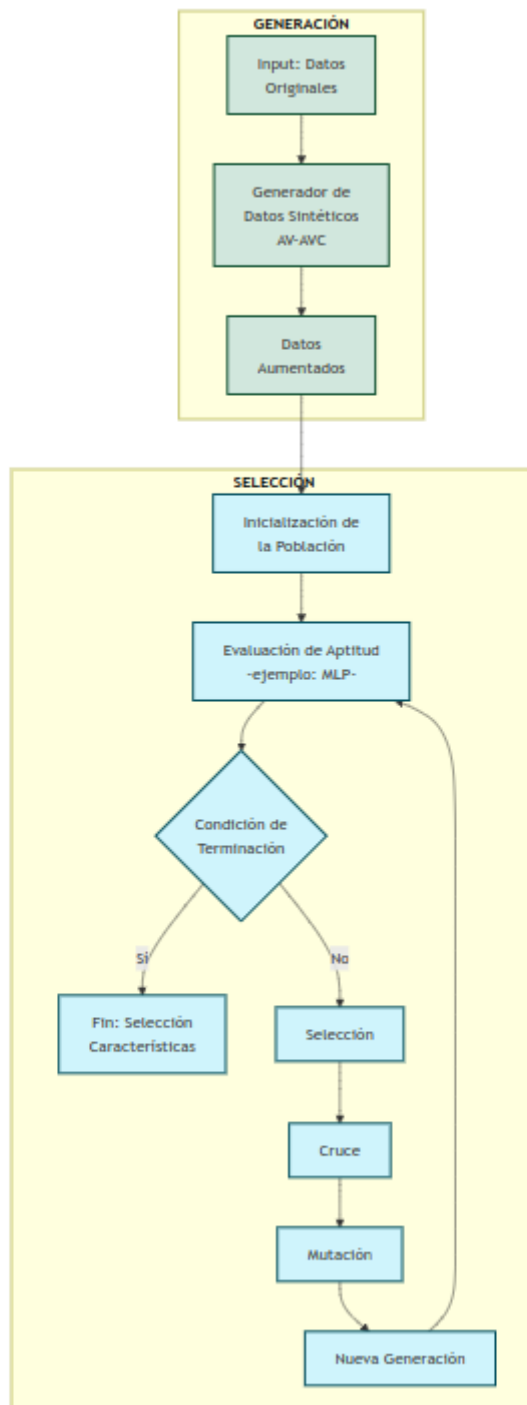 GENERACIÓN
Input: Datos
Originales
Generador de
Datos Sintéticos
AV-AVC
Datos
Aumentados
SELECCIÓN
Inicialización de
la Población
Evaluación de Aptitud
-ejemplo: MLP-
Condición de
Terminación
Sí
No
Fin: Selección
Características
Selección
Cruce
Mutación
Nueva Generación